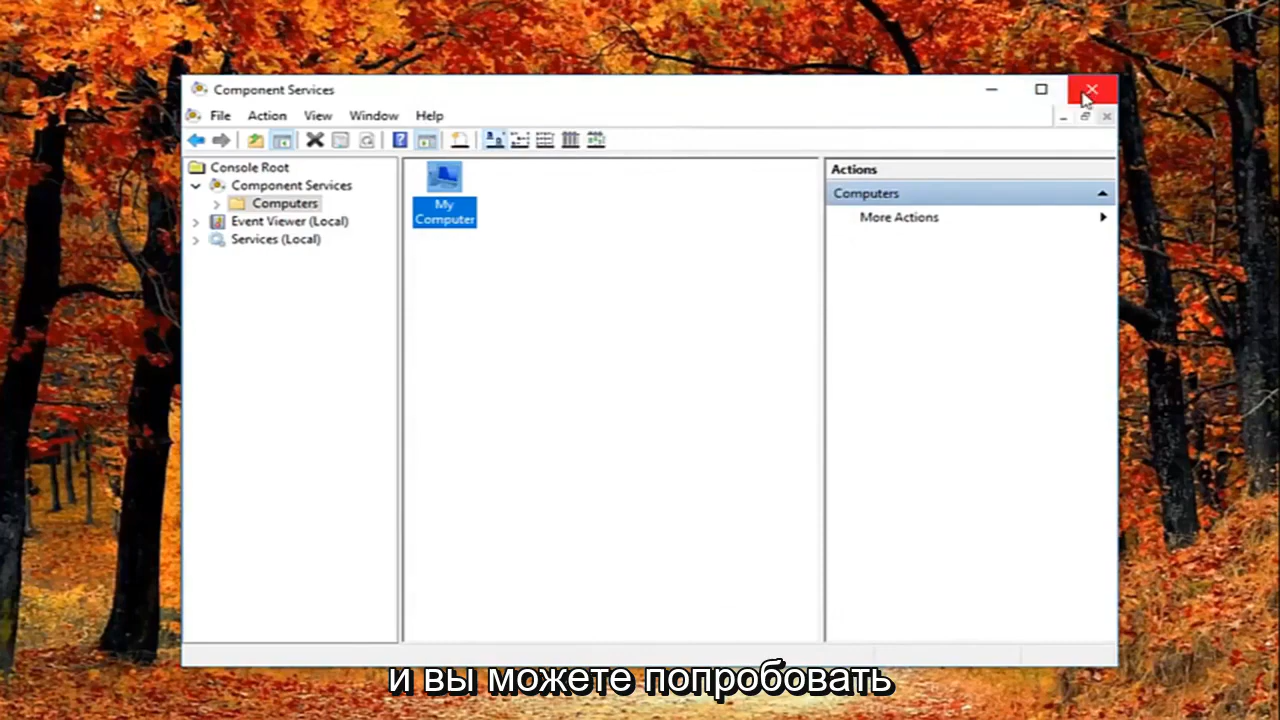 Component Services
File Action View Window Help
Console Root
Component Services
Computers
Event Viewer (Local)
Services (Local)
My
Computer
Actions
Computers
More Actions
и вы можете попробовать